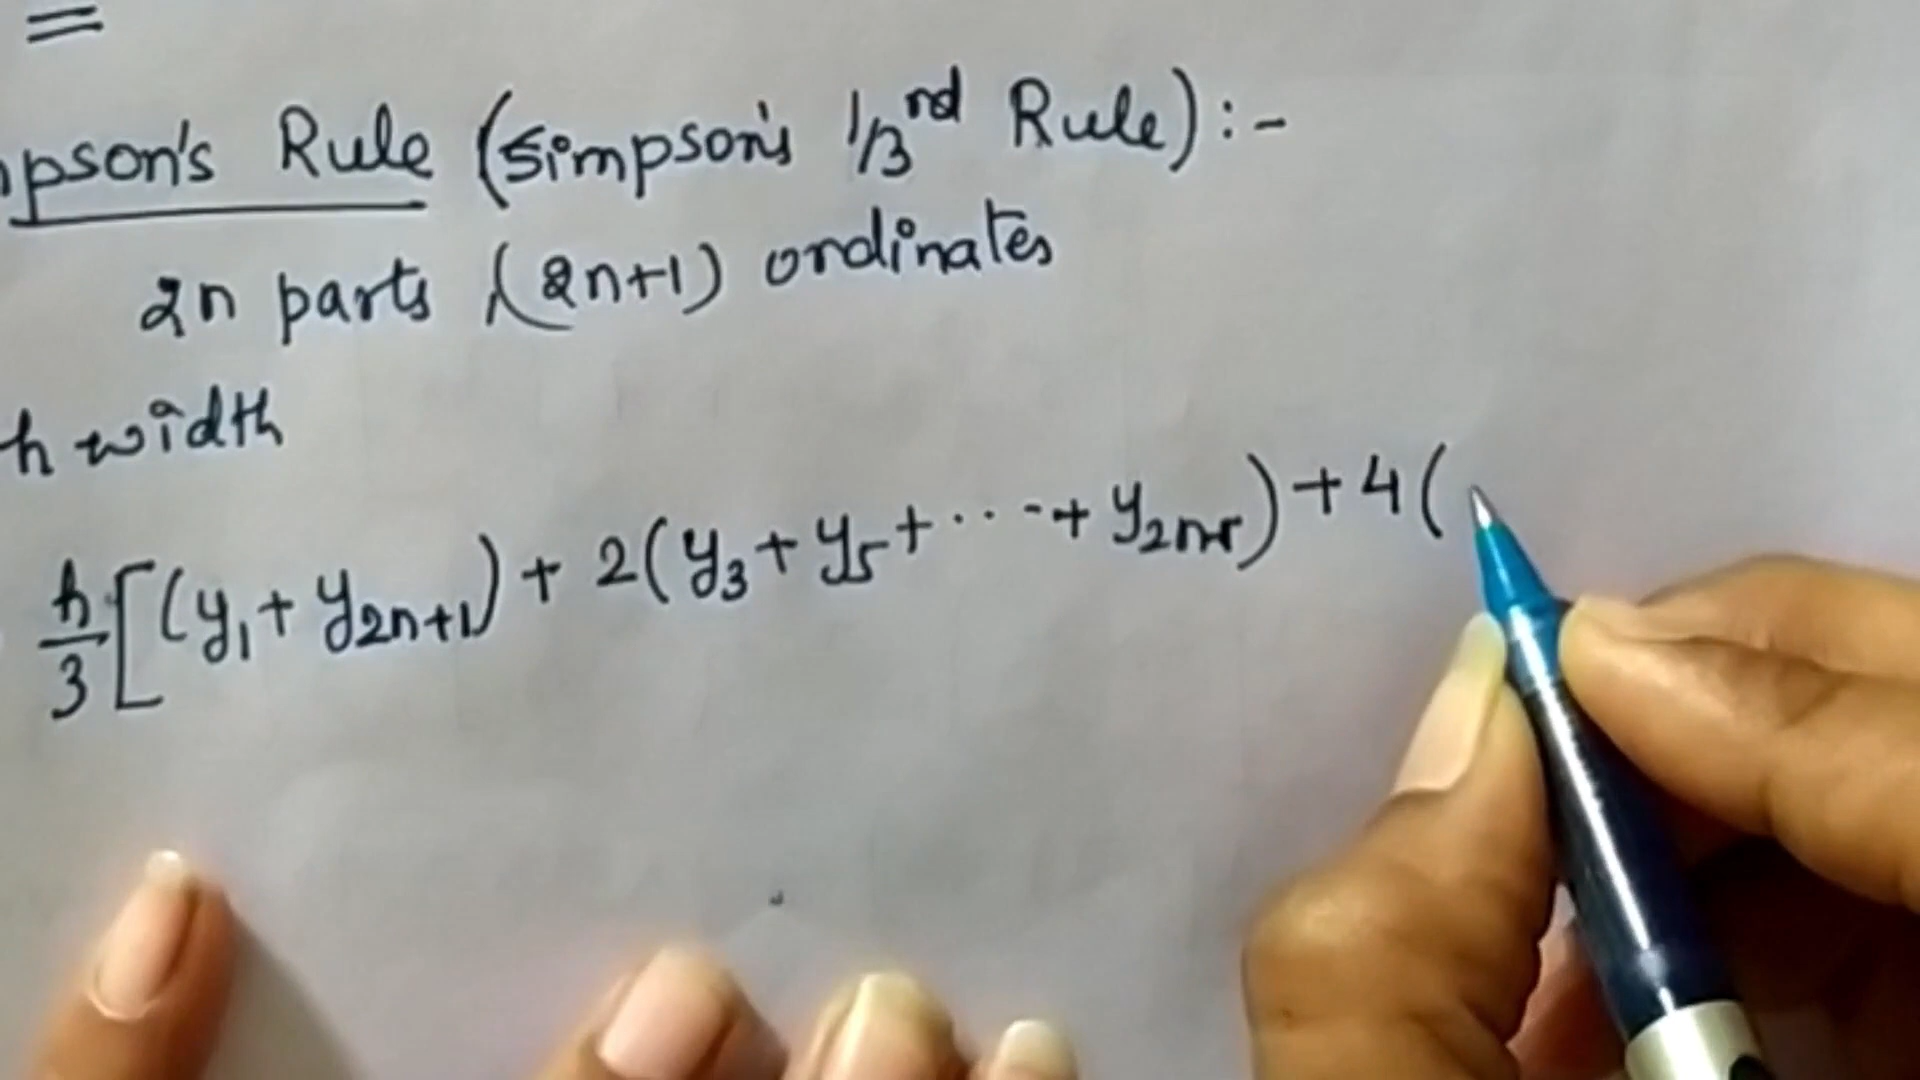 =
pson's Rule (Simpson's 1/3rd Rule):-
2n parts, (2n+1) ordinates
h width
h/3 [(y₁ + y₂ₙ₊₁) + 2(y₃ + y₅ + ... + y₂ₙ₋₁) + 4(